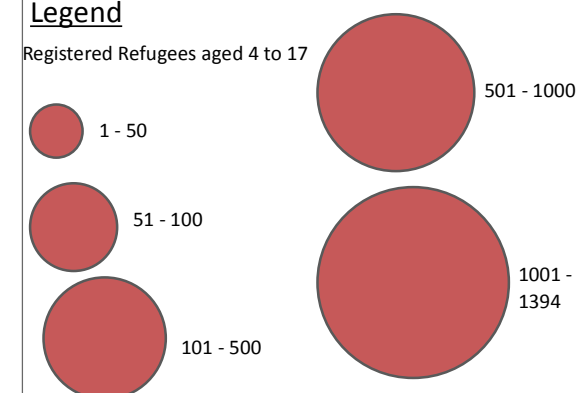 Legend
Registered Refugees aged 4 to 17
1 - 50
51 - 100
101 - 500
501 - 1000
1001 -
1394